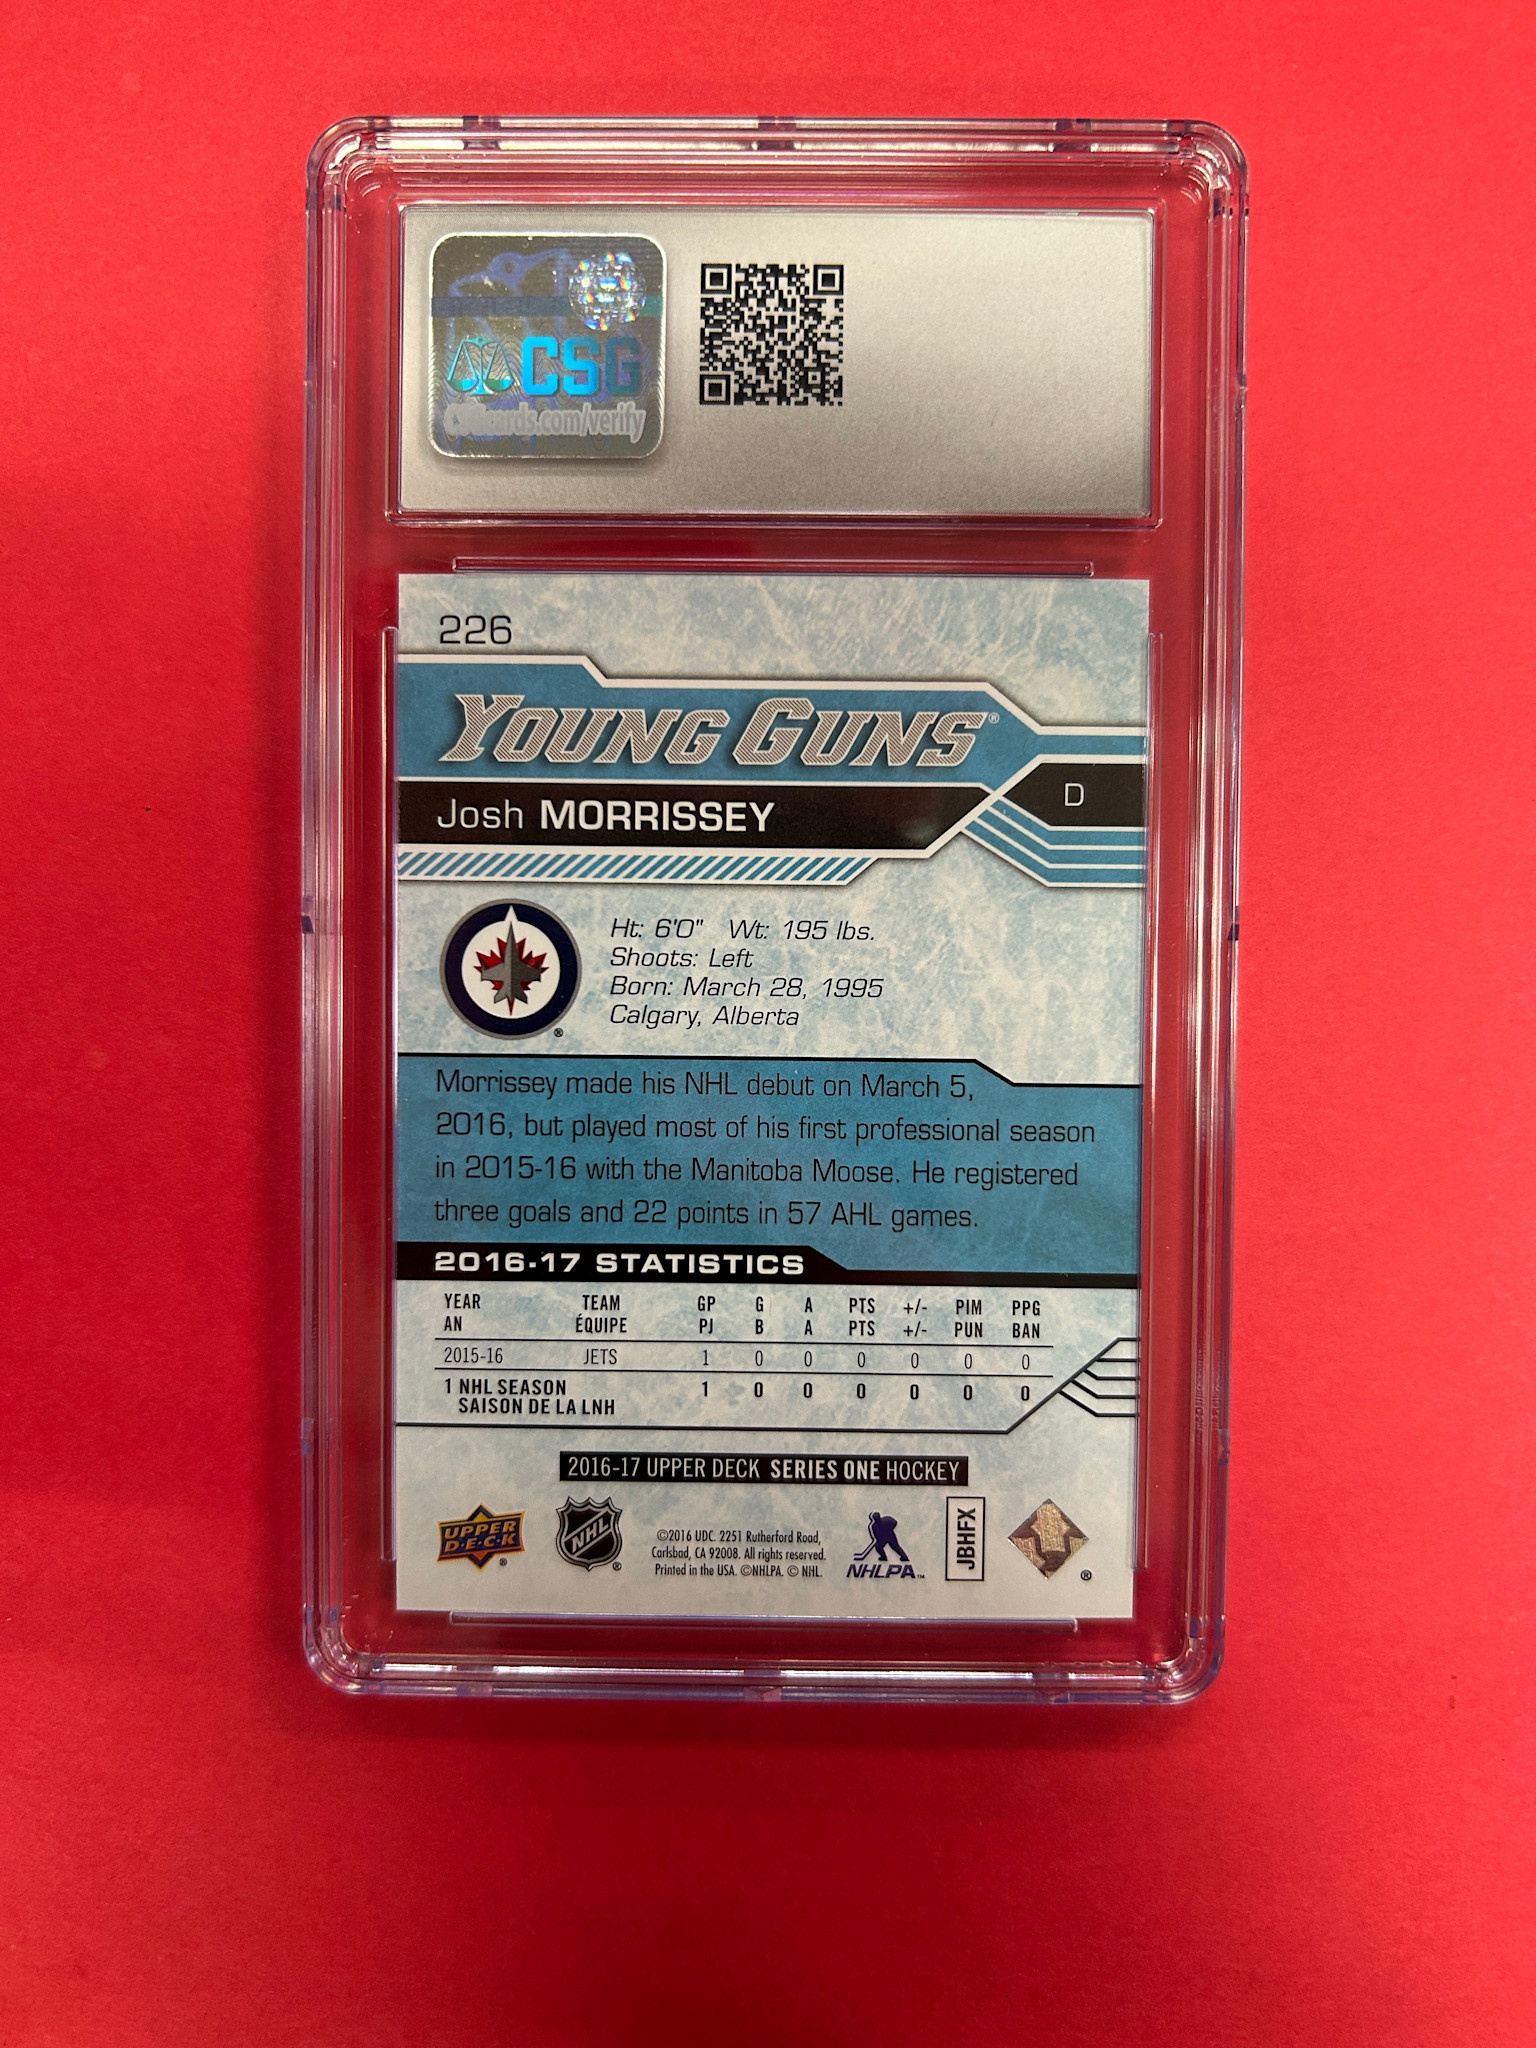 CSG
CSGcards.com/verify
226
YOUNG GUNS®
Josh MORRISSEY
D
Ht: 6'0" Wt: 195 lbs.
Shoots: Left
Born: March 28, 1995
Calgary, Alberta
®
Morrissey made his NHL debut on March 5,
2016, but played most of his first professional season
in 2015-16 with the Manitoba Moose. He registered
three goals and 22 points in 57 AHL games.
2016-17 STATISTICS
YEAR TEAM GP G A PTS +/- PIM PPG
AN ÉQUIPE PJ B A PTS +/- PUN BAN
2015-16 JETS 1 0 0 0 0 0 0
1 NHL SEASON 1 0 0 0 0 0 0
SAISON DE LA LNH
2016-17 UPPER DECK SERIES ONE HOCKEY
UPPER
D•E•C•K
®
NHL
®
©2016 UDC. 2251 Rutherford Road,
Carlsbad, CA 92008. All rights reserved.
Printed in the USA. ©NHLPA. © NHL.
NHLPA™
JBHFX
®